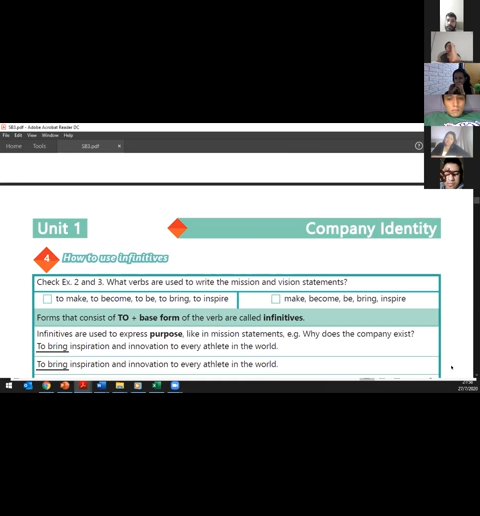 SB3.pdf - Adobe Acrobat Reader DC
File Edit View Window Help
Home Tools SB3.pdf ×
Unit 1 Company Identity
4 How to use infinitives
Check Ex. 2 and 3. What verbs are used to write the mission and vision statements?
to make, to become, to be, to bring, to inspire make, become, be, bring, inspire
Forms that consist of TO + base form of the verb are called infinitives.
Infinitives are used to express purpose, like in mission statements, e.g. Why does the company exist?
To bring inspiration and innovation to every athlete in the world.
To bring inspiration and innovation to every athlete in the world.
27/7/2020